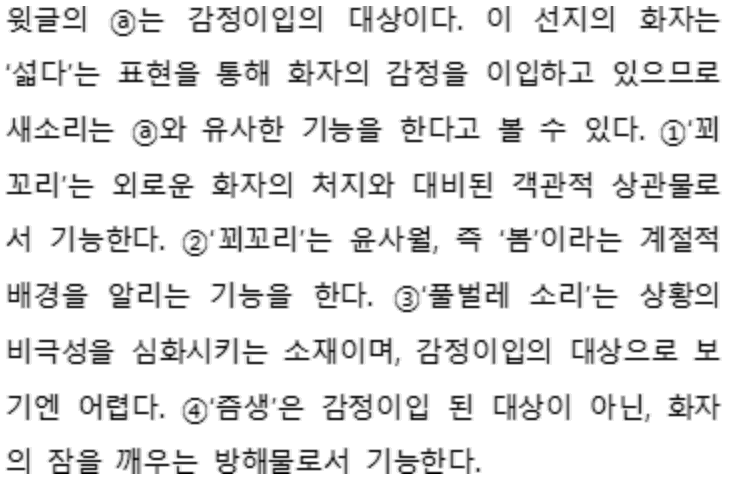 윗글의 ⓐ는 감정이입의 대상이다. 이 선지의 화자는
‘섧다’는 표현을 통해 화자의 감정을 이입하고 있으므로
새소리는 ⓐ와 유사한 기능을 한다고 볼 수 있다. ①‘꾀
꼬리’는 외로운 화자의 처지와 대비된 객관적 상관물로
서 기능한다. ②‘꾀꼬리’는 윤사월, 즉 ‘봄’이라는 계절적
배경을 알리는 기능을 한다. ③‘풀벌레 소리’는 상황의
비극성을 심화시키는 소재이며, 감정이입의 대상으로 보
기엔 어렵다. ④‘즘생’은 감정이입 된 대상이 아닌, 화자
의 잠을 깨우는 방해물로서 기능한다.